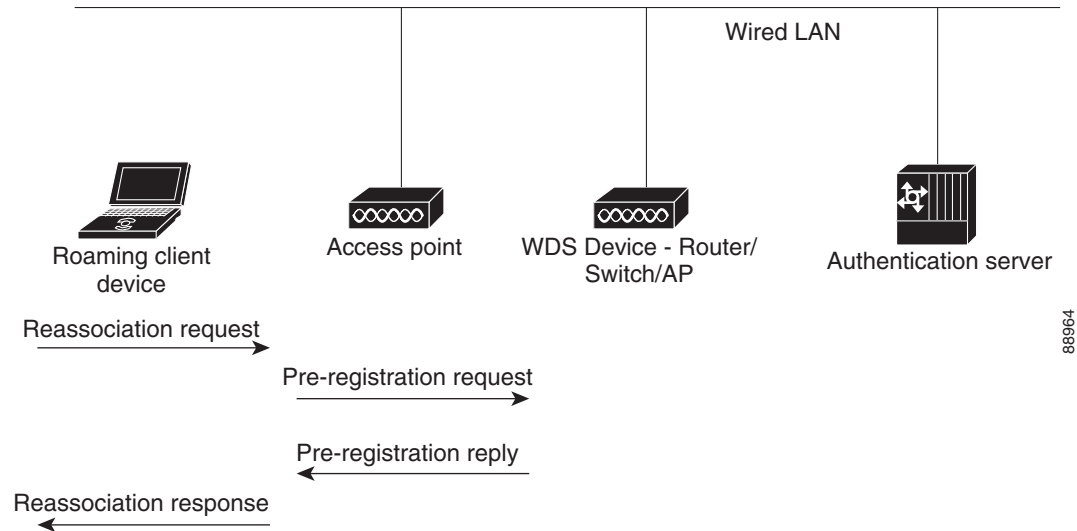 Wired LAN
Roaming client
device
Access point
WDS Device - Router/
Switch/AP
Authentication server
88964
Reassociation request
Pre-registration request
Pre-registration reply
Reassociation response